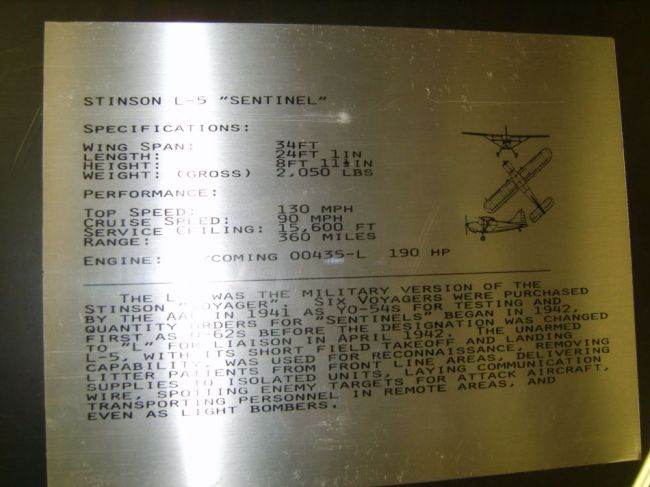 STINSON L-5 "SENTINEL"
SPECIFICATIONS:
WING SPAN: 34FT
LENGTH: 24FT 1IN
HEIGHT: 8FT 11½IN
WEIGHT: (GROSS) 2,050 LBS
PERFORMANCE:
TOP SPEED: 130 MPH
CRUISE SPEED: 90 MPH
SERVICE CEILING: 15,600 FT
RANGE: 360 MILES
ENGINE: YCOMING OO435-L 190 HP
THE L WAS THE MILITARY VERSION OF THE
STINSON "VOYAGER". SIX VOYAGERS WERE PURCHASED
BY THE AAF IN 1941 AS YO-54S FOR TESTING AND
QUANTITY ORDERS FOR "SENTINELS" BEGAN IN 1942,
FIRST AS O-62S BEFORE THE DESIGNATION WAS CHANGED
TO "L" FOR LIAISON IN APRIL 1942. THE UNARMED
L-5, WITH ITS SHORT FIELD TAKEOFF AND LANDING
CAPABILITY, WAS USED FOR RECONNAISSANCE, REMOVING
LITTER PATIENTS FROM FRONT LINE AREAS, DELIVERING
SUPPLIES TO ISOLATED UNITS, LAYING COMMUNICATION
WIRE, SPOTTING ENEMY TARGETS FOR ATTACK AIRCRAFT,
TRANSPORTING PERSONNEL IN REMOTE AREAS, AND
EVEN AS LIGHT BOMBERS.